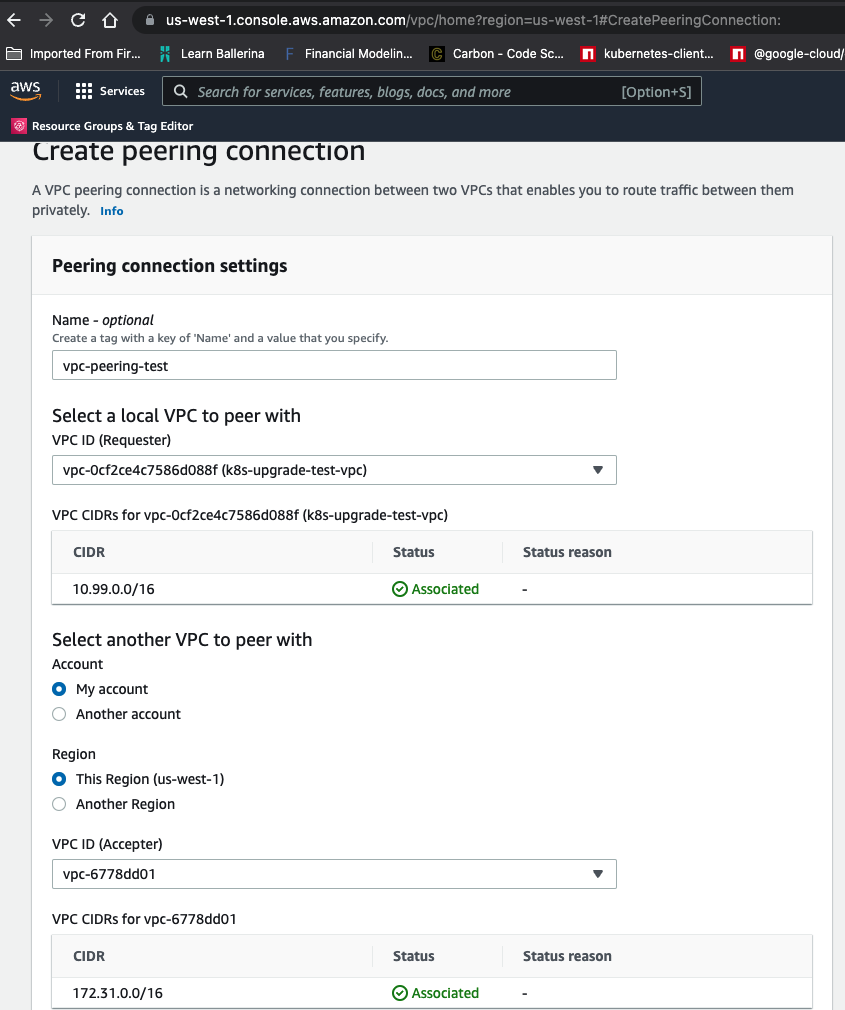 us-west-1.console.aws.amazon.com/vpc/home?region=us-west-1#CreatePeeringConnection:
Imported From Fir... Learn Ballerina F Financial Modelin... C Carbon - Code Sc... n kubernetes-client... n @google-cloud/
aws Services Search for services, features, blogs, docs, and more [Option+S]
Resource Groups & Tag Editor
Create peering connection
A VPC peering connection is a networking connection between two VPCs that enables you to route traffic between them
privately. Info
Peering connection settings
Name - optional
Create a tag with a key of 'Name' and a value that you specify.
vpc-peering-test
Select a local VPC to peer with
VPC ID (Requester)
vpc-0cf2ce4c7586d088f (k8s-upgrade-test-vpc)
VPC CIDRs for vpc-0cf2ce4c7586d088f (k8s-upgrade-test-vpc)
CIDR Status Status reason
10.99.0.0/16 Associated -
Select another VPC to peer with
Account
My account
Another account
Region
This Region (us-west-1)
Another Region
VPC ID (Accepter)
vpc-6778dd01
VPC CIDRs for vpc-6778dd01
CIDR Status Status reason
172.31.0.0/16 Associated -